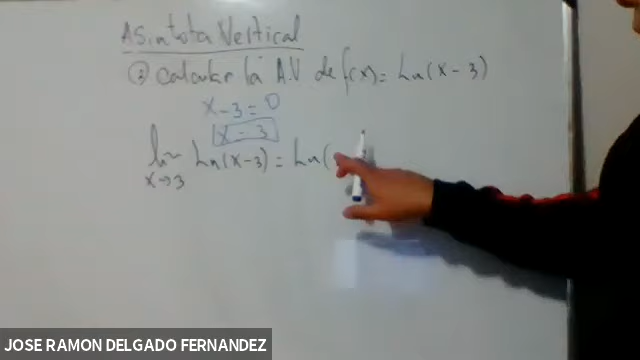 Asintota Vertical
② Calcular la A.V de f(x) = Ln(x-3)
x-3=0
x=3
lim Ln(x-3) = Ln(
x→3
JOSE RAMON DELGADO FERNANDEZ